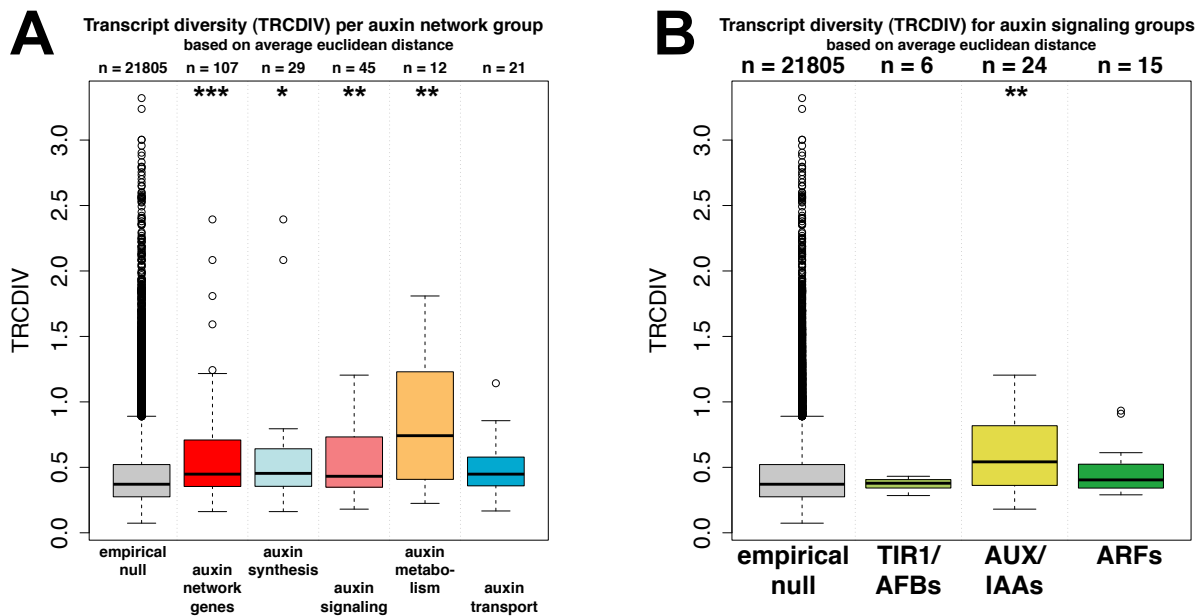 A
Transcript diversity (TRCDIV) per auxin network group
based on average euclidean distance
n = 21805 n = 107 n = 29 n = 45 n = 12 n = 21
*** * ** **
TRCDIV
3.0
2.5
2.0
1.5
1.0
0.5
0.0
empirical
null
auxin
network
genes
auxin
synthesis
auxin
signaling
auxin
metabo-
lism
auxin
transport
B
Transcript diversity (TRCDIV) for auxin signaling groups
based on average euclidean distance
n = 21805 n = 6 n = 24 n = 15
**
TRCDIV
3.0
2.5
2.0
1.5
1.0
0.5
0.0
empirical
null
TIR1/
AFBs
AUX/
IAAs
ARFs